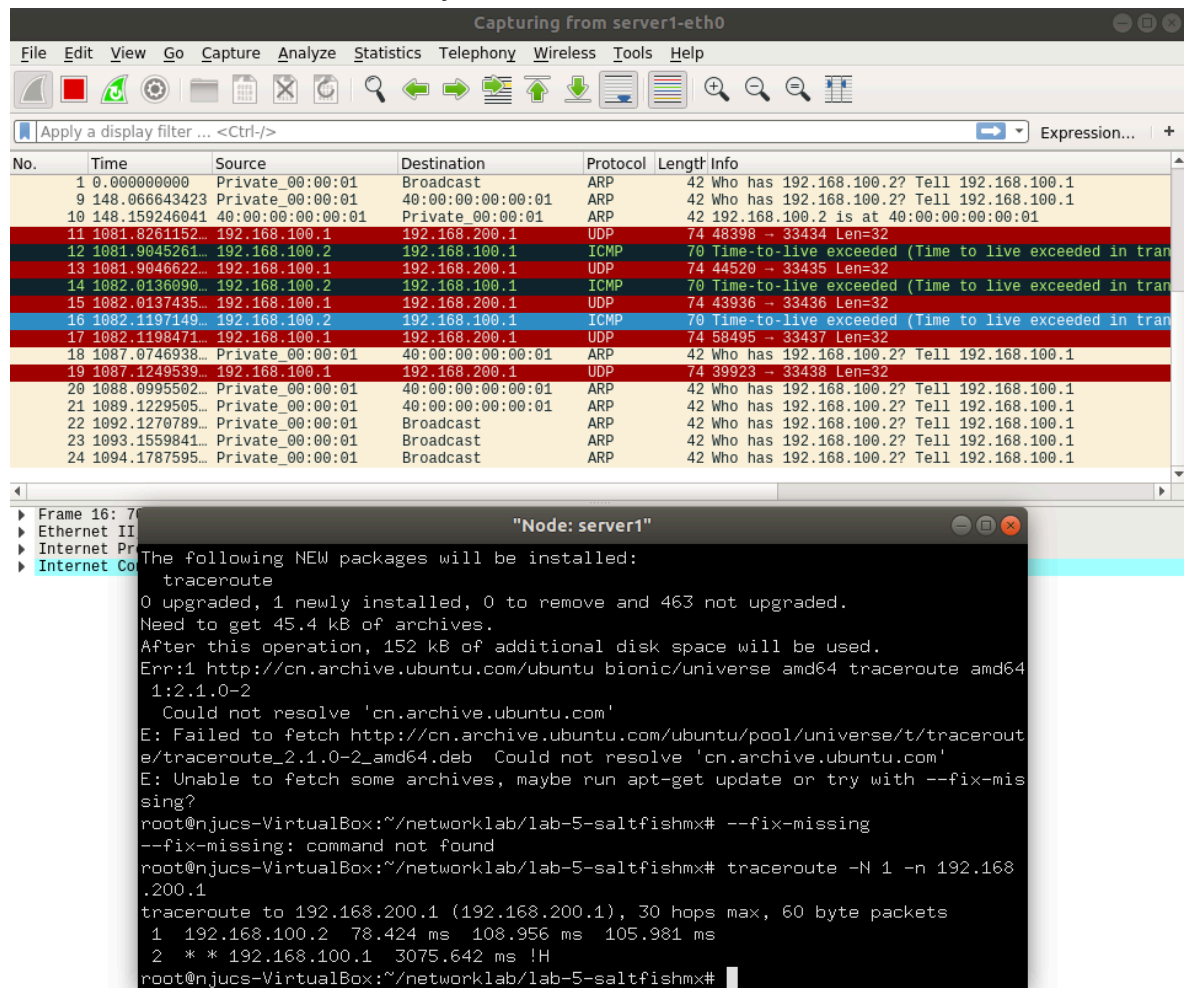 Capturing from server1-eth0
File Edit View Go Capture Analyze Statistics Telephony Wireless Tools Help
Apply a display filter ... <Ctrl-/> Expression... +
No. Time Source Destination Protocol Length Info
1 0.000000000 Private_00:00:01 Broadcast ARP 42 Who has 192.168.100.2? Tell 192.168.100.1
9 148.066643423 Private_00:00:01 40:00:00:00:00:01 ARP 42 Who has 192.168.100.2? Tell 192.168.100.1
10 148.159246041 40:00:00:00:00:01 Private_00:00:01 ARP 42 192.168.100.2 is at 40:00:00:00:00:01
11 1081.8261152… 192.168.100.1 192.168.200.1 UDP 74 48398 → 33434 Len=32
12 1081.9045261… 192.168.100.2 192.168.100.1 ICMP 70 Time-to-live exceeded (Time to live exceeded in tran
13 1081.9046622… 192.168.100.1 192.168.200.1 UDP 74 44520 → 33435 Len=32
14 1082.0136090… 192.168.100.2 192.168.100.1 ICMP 70 Time-to-live exceeded (Time to live exceeded in tran
15 1082.0137435… 192.168.100.1 192.168.200.1 UDP 74 43936 → 33436 Len=32
16 1082.1197149… 192.168.100.2 192.168.100.1 ICMP 70 Time-to-live exceeded (Time to live exceeded in tran
17 1082.1198471… 192.168.100.1 192.168.200.1 UDP 74 58495 → 33437 Len=32
18 1087.0746938… Private_00:00:01 40:00:00:00:00:01 ARP 42 Who has 192.168.100.2? Tell 192.168.100.1
19 1087.1249539… 192.168.100.1 192.168.200.1 UDP 74 39923 → 33438 Len=32
20 1088.0995502… Private_00:00:01 40:00:00:00:00:01 ARP 42 Who has 192.168.100.2? Tell 192.168.100.1
21 1089.1229505… Private_00:00:01 40:00:00:00:00:01 ARP 42 Who has 192.168.100.2? Tell 192.168.100.1
22 1092.1270789… Private_00:00:01 Broadcast ARP 42 Who has 192.168.100.2? Tell 192.168.100.1
23 1093.1559841… Private_00:00:01 Broadcast ARP 42 Who has 192.168.100.2? Tell 192.168.100.1
24 1094.1787595… Private_00:00:01 Broadcast ARP 42 Who has 192.168.100.2? Tell 192.168.100.1
Frame 16: 70
Ethernet II
Internet Pr
Internet Co
"Node: server1"
The following NEW packages will be installed:
traceroute
0 upgraded, 1 newly installed, 0 to remove and 463 not upgraded.
Need to get 45.4 kB of archives.
After this operation, 152 kB of additional disk space will be used.
Err:1 http://cn.archive.ubuntu.com/ubuntu bionic/universe amd64 traceroute amd64
1:2.1.0-2
Could not resolve 'cn.archive.ubuntu.com'
E: Failed to fetch http://cn.archive.ubuntu.com/ubuntu/pool/universe/t/tracerout
e/traceroute_2.1.0-2_amd64.deb Could not resolve 'cn.archive.ubuntu.com'
E: Unable to fetch some archives, maybe run apt-get update or try with --fix-mis
sing?
root@njucs-VirtualBox:~/networklab/lab-5-saltfishmx# --fix-missing
--fix-missing: command not found
root@njucs-VirtualBox:~/networklab/lab-5-saltfishmx# traceroute -N 1 -n 192.168
.200.1
traceroute to 192.168.200.1 (192.168.200.1), 30 hops max, 60 byte packets
1 192.168.100.2 78.424 ms 108.956 ms 105.981 ms
2 * * 192.168.100.1 3075.642 ms !H
root@njucs-VirtualBox:~/networklab/lab-5-saltfishmx#